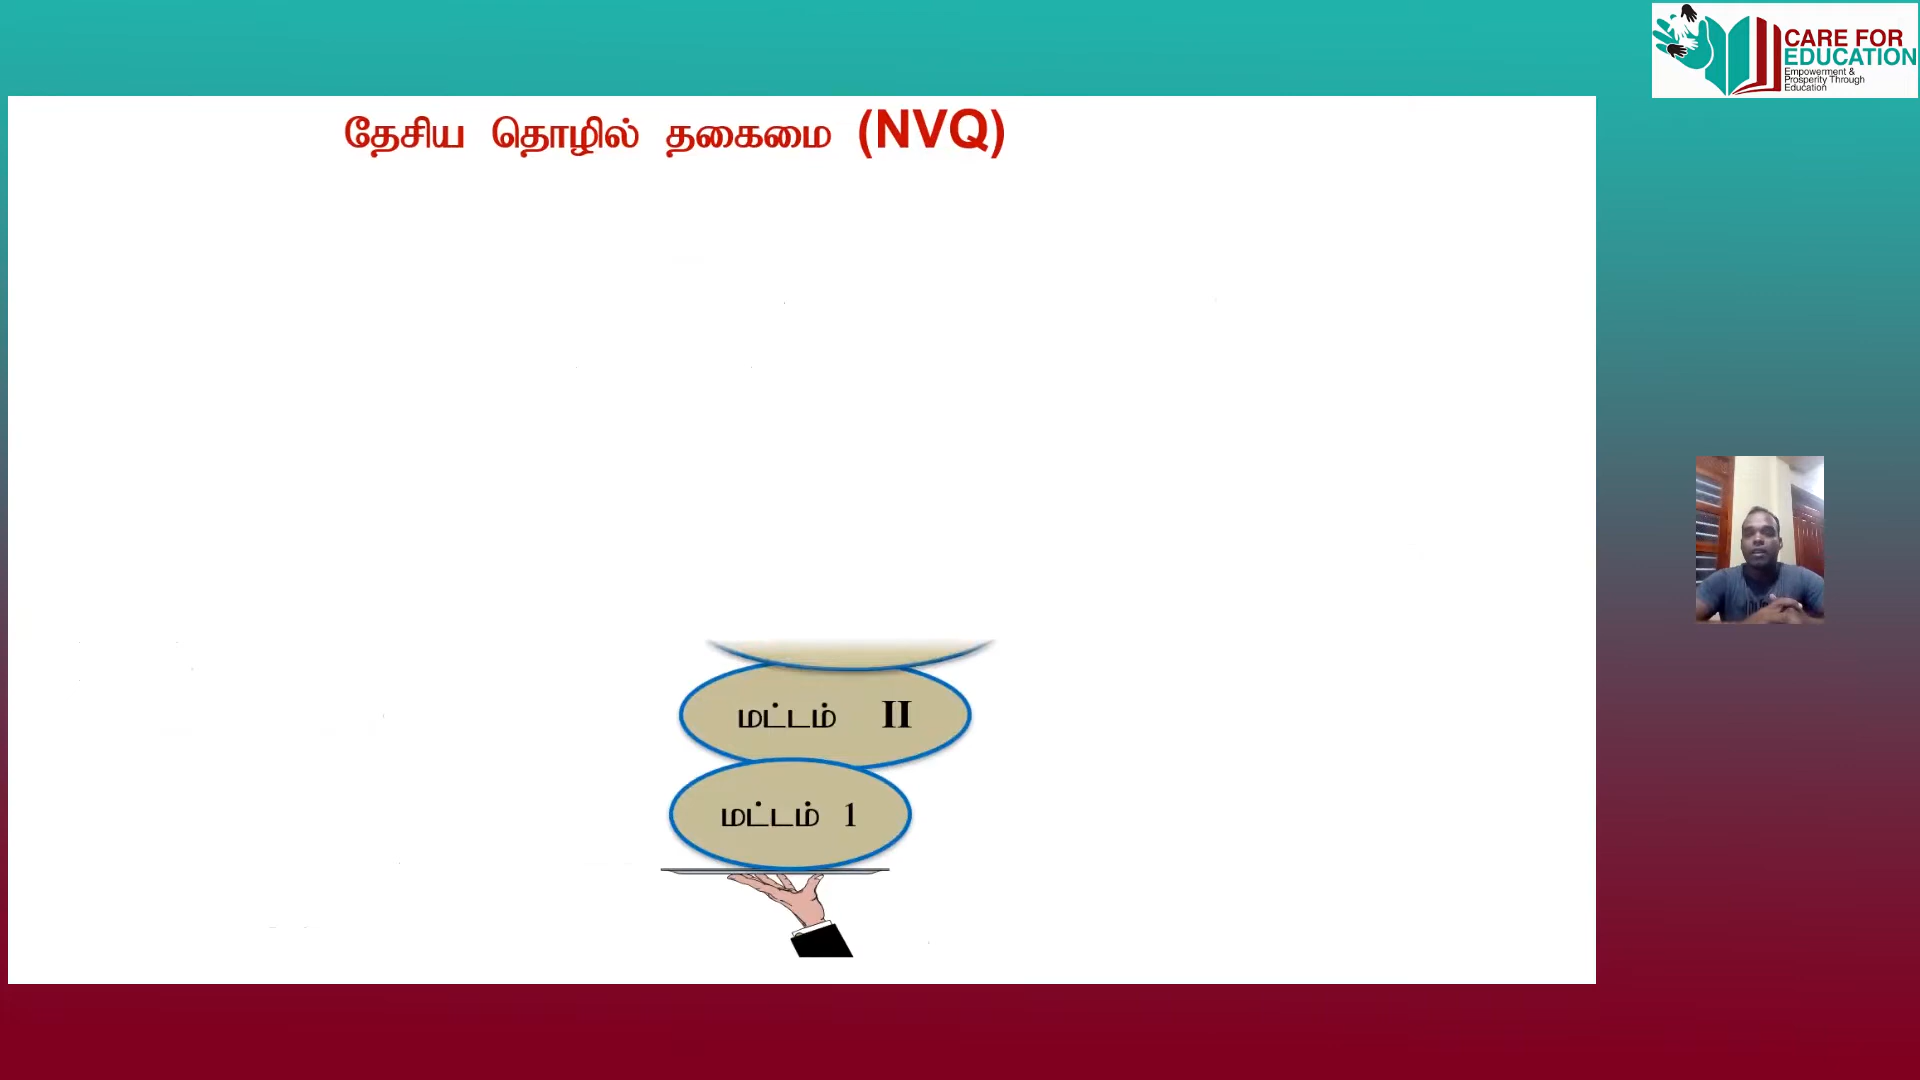 CARE FOR
EDUCATION
Empowerment &
Prosperity Through
Education
தேசிய தொழில் தகைமை (NVQ)
மட்டம் II
மட்டம் 1